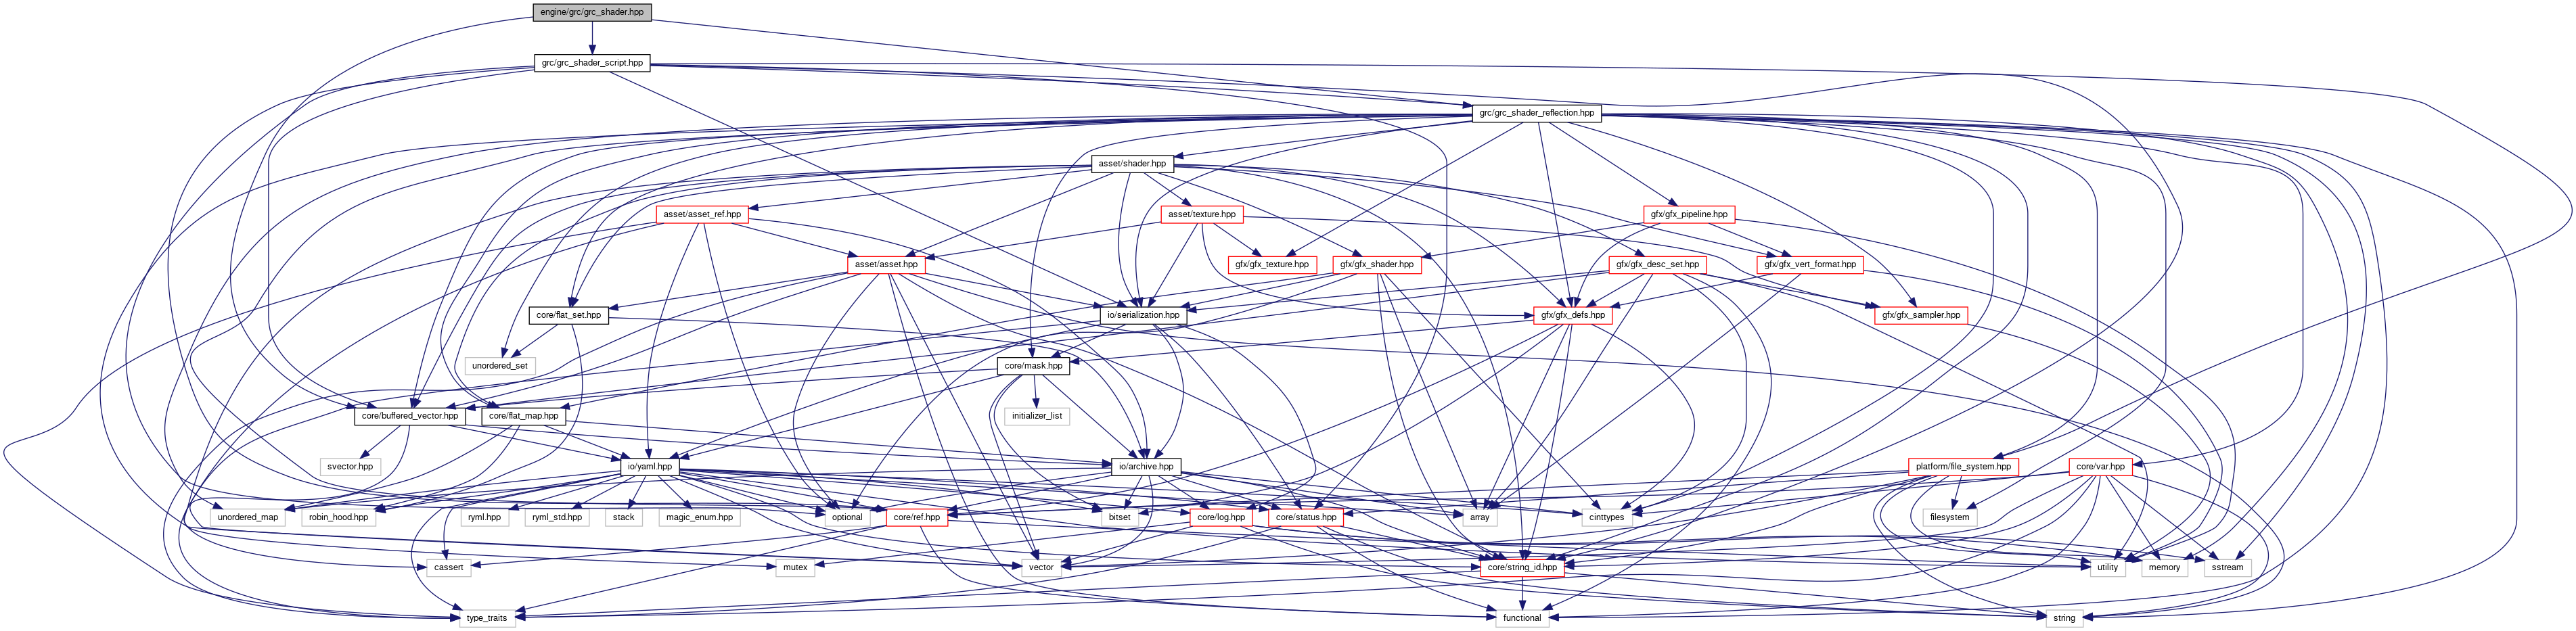 engine/grc/grc_shader.hpp
grc/grc_shader_script.hpp
grc/grc_shader_reflection.hpp
asset/shader.hpp
asset/asset_ref.hpp
asset/texture.hpp
gfx/gfx_pipeline.hpp
asset/asset.hpp
gfx/gfx_texture.hpp
gfx/gfx_shader.hpp
gfx/gfx_desc_set.hpp
gfx/gfx_vert_format.hpp
core/flat_set.hpp
io/serialization.hpp
gfx/gfx_defs.hpp
gfx/gfx_sampler.hpp
unordered_set
core/mask.hpp
core/buffered_vector.hpp
core/flat_map.hpp
initializer_list
svector.hpp
io/yaml.hpp
io/archive.hpp
platform/file_system.hpp
core/var.hpp
unordered_map
robin_hood.hpp
ryml.hpp
ryml_std.hpp
stack
magic_enum.hpp
optional
core/ref.hpp
bitset
core/log.hpp
core/status.hpp
array
cinttypes
filesystem
cassert
mutex
vector
core/string_id.hpp
utility
memory
sstream
type_traits
functional
string